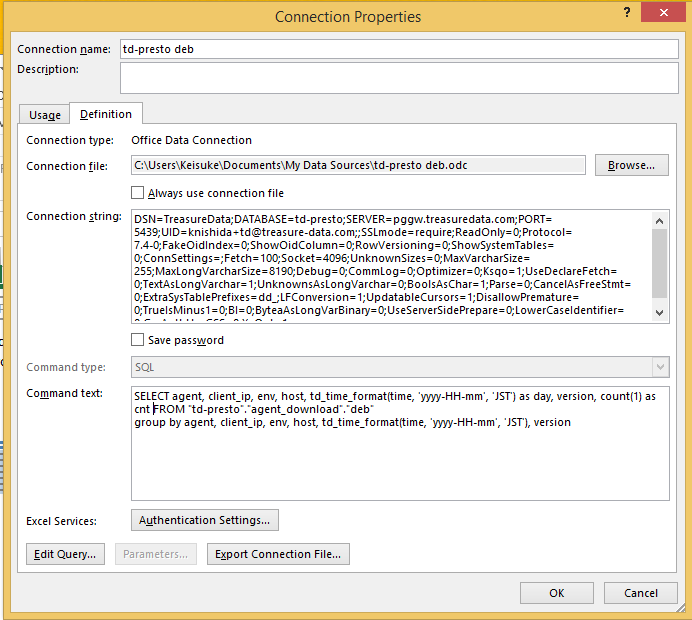 Connection Properties
?
Connection name: td-presto deb
Description:
Usage Definition
Connection type: Office Data Connection
Connection file: C:\Users\Keisuke\Documents\My Data Sources\td-presto deb.odc Browse...
Always use connection file
Connection string: DSN=TreasureData;DATABASE=td-presto;SERVER=pggw.treasuredata.com;PORT=
5439;UID=knishida+td@treasure-data.com;;SSLmode=require;ReadOnly=0;Protocol=
7.4-0;FakeOidIndex=0;ShowOidColumn=0;RowVersioning=0;ShowSystemTables=
0;ConnSettings=;Fetch=100;Socket=4096;UnknownSizes=0;MaxVarcharSize=
255;MaxLongVarcharSize=8190;Debug=0;CommLog=0;Optimizer=0;Ksqo=1;UseDeclareFetch=
0;TextAsLongVarchar=1;UnknownsAsLongVarchar=0;BoolsAsChar=1;Parse=0;CancelAsFreeStmt=
0;ExtraSysTablePrefixes=dd_;LFConversion=1;UpdatableCursors=1;DisallowPremature=
0;TrueIsMinus1=0;BI=0;ByteaAsLongVarBinary=0;UseServerSidePrepare=0;LowerCaseIdentifier=
Save password
Command type: SQL
Command text: SELECT agent, client_ip, env, host, td_time_format(time, 'yyyy-HH-mm', 'JST') as day, version, count(1) as
cnt FROM "td-presto"."agent_download"."deb"
group by agent, client_ip, env, host, td_time_format(time, 'yyyy-HH-mm', 'JST'), version
Excel Services: Authentication Settings...
Edit Query... Parameters... Export Connection File...
OK Cancel